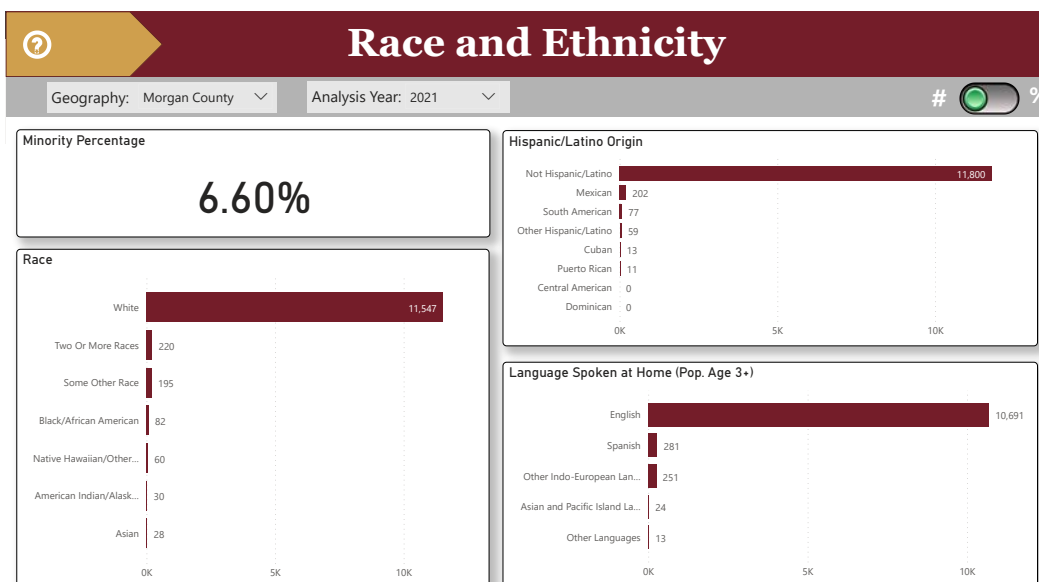 ?
Race and Ethnicity
Geography: Morgan County
Analysis Year: 2021
# %
Minority Percentage
6.60%
Race
White 11,547
Two Or More Races 220
Some Other Race 195
Black/African American 82
Native Hawaiian/Other... 60
American Indian/Alask... 30
Asian 28
0K 5K 10K
Hispanic/Latino Origin
Not Hispanic/Latino 11,800
Mexican 202
South American 77
Other Hispanic/Latino 59
Cuban 13
Puerto Rican 11
Central American 0
Dominican 0
0K 5K 10K
Language Spoken at Home (Pop. Age 3+)
English 10,691
Spanish 281
Other Indo-European Lan... 251
Asian and Pacific Island La... 24
Other Languages 13
0K 5K 10K